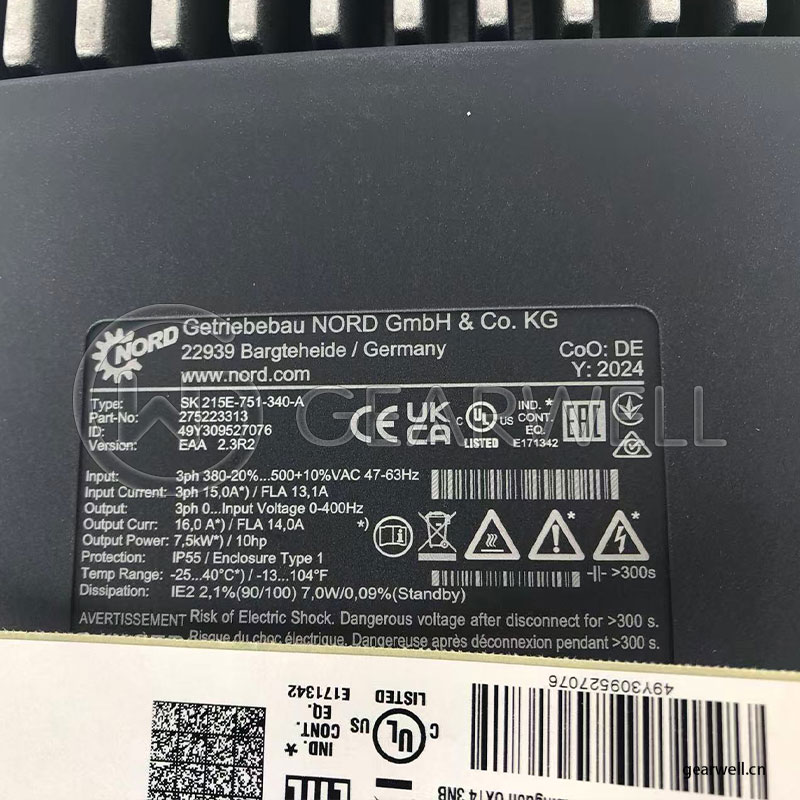 NORD
Getriebebau NORD GmbH & Co. KG
22939 Bargteheide / Germany
www.nord.com
CoO: DE
Y: 2024
Type: SK 215E-751-340-A
Part-No: 275223313
ID: 49Y309527076
Version: EAA 2.3R2
CE UK CA
C UL US
LISTED
IND. *
CONT.
EQ.
E171342
EAC
Input: 3ph 380-20%...500+10%VAC 47-63Hz
Input Current: 3ph 15,0A*) / FLA 13,1A
Output: 3ph 0...Input Voltage 0-400Hz
Output Curr: 16,0 A*) / FLA 14,0A
Output Power: 7,5kW*) / 10hp
Protection: IP55 / Enclosure Type 1
Temp Range: -25...40°C*) / -13...104°F
Dissipation: IE2 2,1%(90/100) 7,0W/0,09%(Standby)
*)
* *
>300s
AVERTISSEMENT Risk of Electric Shock. Dangerous voltage after disconnect for >300 s.
Risque du choc électrique. Dangereuse après déconnexion pendant >300 s.
GEARWELL
49Y309527076
C UL US
LISTED
IND. *
CONT.
EQ.
E171342
OX14 3NB
gearwell.cn